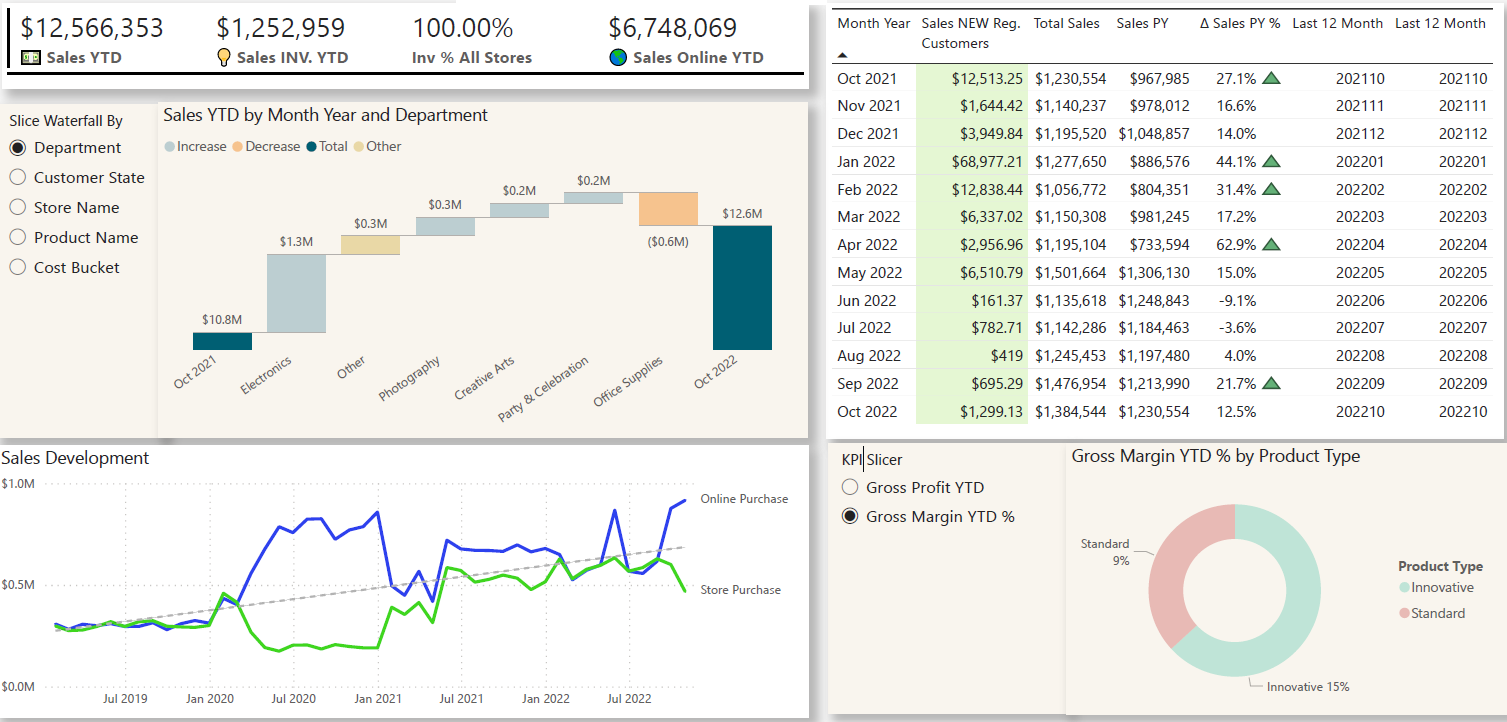 $12,566,353
Sales YTD
$1,252,959
Sales INV. YTD
100.00%
Inv % All Stores
$6,748,069
Sales Online YTD
Slice Waterfall By
Department
Customer State
Store Name
Product Name
Cost Bucket
Sales YTD by Month Year and Department
Increase Decrease Total Other
$10.8M
$1.3M
$0.3M
$0.3M
$0.2M
$0.2M
($0.6M)
$12.6M
Oct 2021
Electronics
Other
Photography
Creative Arts
Party & Celebration
Office Supplies
Oct 2022
Sales Development
$1.0M
$0.5M
$0.0M
Online Purchase
Store Purchase
Jul 2019 Jan 2020 Jul 2020 Jan 2021 Jul 2021 Jan 2022 Jul 2022
Month Year Sales NEW Reg. Total Sales Sales PY Δ Sales PY % Last 12 Month Last 12 Month
Customers
Oct 2021 $12,513.25 $1,230,554 $967,985 27.1% 202110 202110
Nov 2021 $1,644.42 $1,140,237 $978,012 16.6% 202111 202111
Dec 2021 $3,949.84 $1,195,520 $1,048,857 14.0% 202112 202112
Jan 2022 $68,977.21 $1,277,650 $886,576 44.1% 202201 202201
Feb 2022 $12,838.44 $1,056,772 $804,351 31.4% 202202 202202
Mar 2022 $6,337.02 $1,150,308 $981,245 17.2% 202203 202203
Apr 2022 $2,956.96 $1,195,104 $733,594 62.9% 202204 202204
May 2022 $6,510.79 $1,501,664 $1,306,130 15.0% 202205 202205
Jun 2022 $161.37 $1,135,618 $1,248,843 -9.1% 202206 202206
Jul 2022 $782.71 $1,142,286 $1,184,463 -3.6% 202207 202207
Aug 2022 $419 $1,245,453 $1,197,480 4.0% 202208 202208
Sep 2022 $695.29 $1,476,954 $1,213,990 21.7% 202209 202209
Oct 2022 $1,299.13 $1,384,544 $1,230,554 12.5% 202210 202210
KPI Slicer
Gross Profit YTD
Gross Margin YTD %
Gross Margin YTD % by Product Type
Standard
9%
Innovative 15%
Product Type
Innovative
Standard